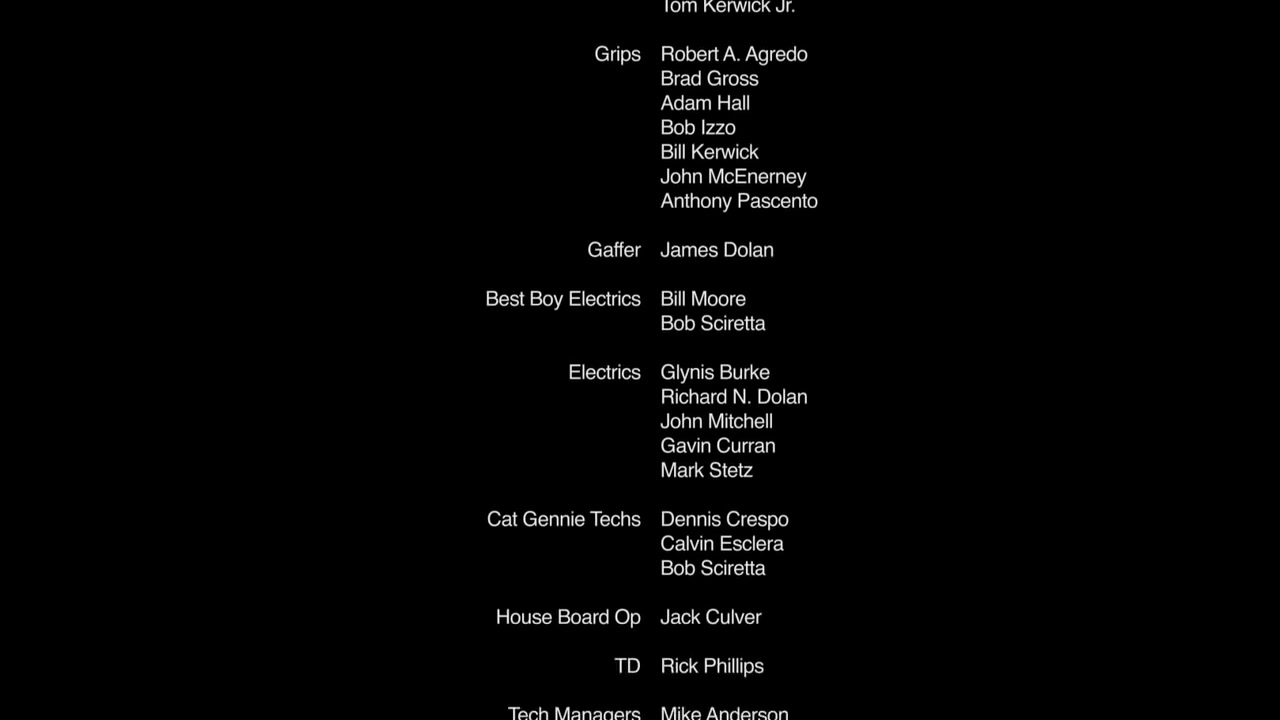 Tom Kerwick Jr.
Grips Robert A. Agredo
Brad Gross
Adam Hall
Bob Izzo
Bill Kerwick
John McEnerney
Anthony Pascento
Gaffer James Dolan
Best Boy Electrics Bill Moore
Bob Sciretta
Electrics Glynis Burke
Richard N. Dolan
John Mitchell
Gavin Curran
Mark Stetz
Cat Gennie Techs Dennis Crespo
Calvin Esclera
Bob Sciretta
House Board Op Jack Culver
TD Rick Phillips
Tech Managers Mike Anderson